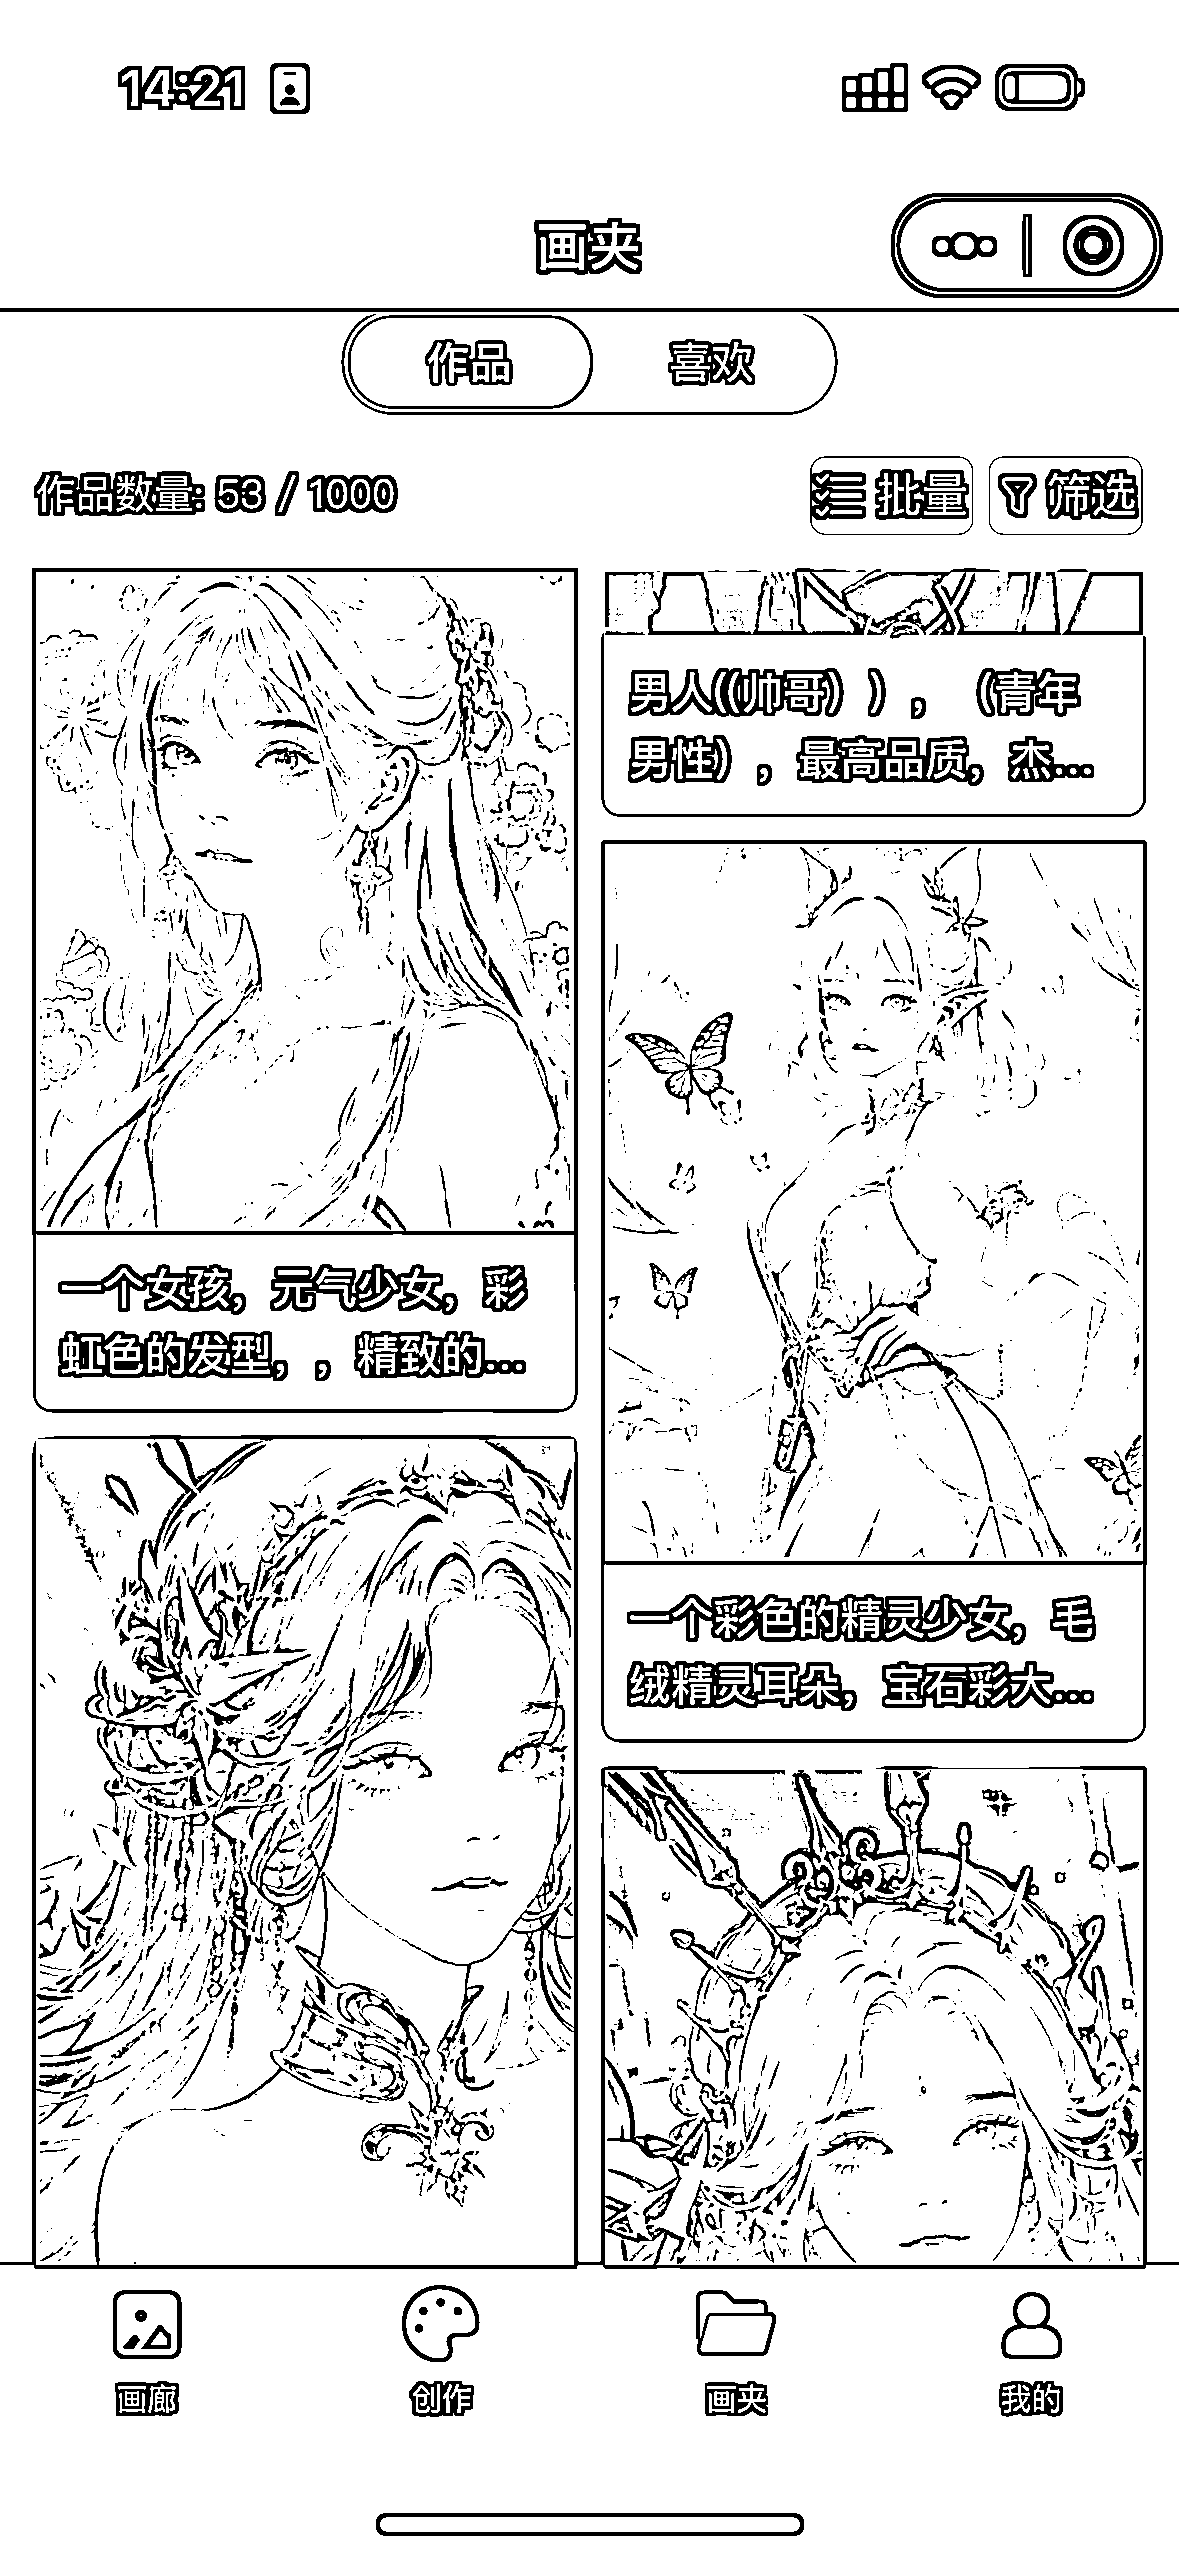 14:21
画夹
作品
喜欢
作品数量: 53 / 1000
批量
筛选
男人((帅哥）），（青年
男性），最高品质，杰...
一个女孩，元气少女，彩
虹色的发型，，精致的...
一个彩色的精灵少女，毛
绒精灵耳朵，宝石彩大...
画廊
创作
画夹
我的